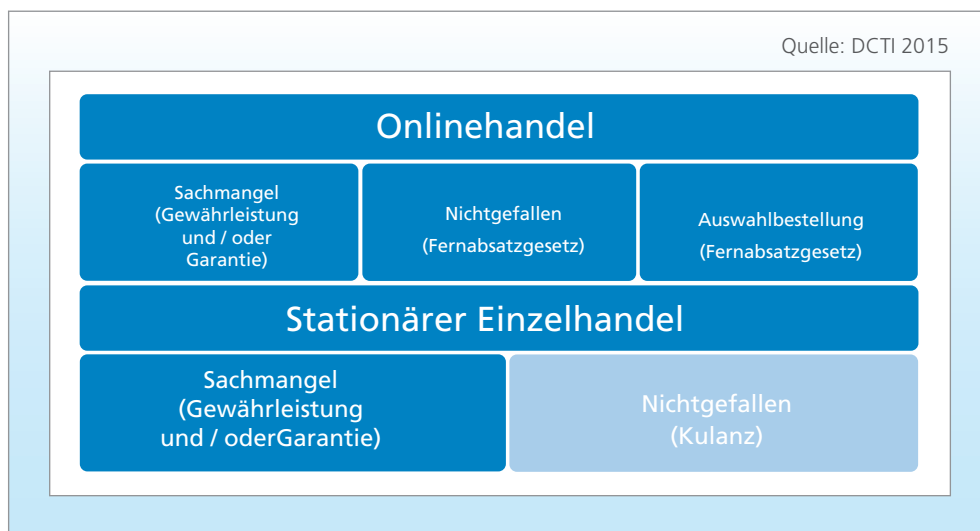 Quelle: DCTI 2015
Onlinehandel
Sachmangel
(Gewährleistung
und / oder
Garantie)
Nichtgefallen
(Fernabsatzgesetz)
Auswahlbestellung
(Fernabsatzgesetz)
Stationärer Einzelhandel
Sachmangel
(Gewährleistung
und / oderGarantie)
Nichtgefallen
(Kulanz)